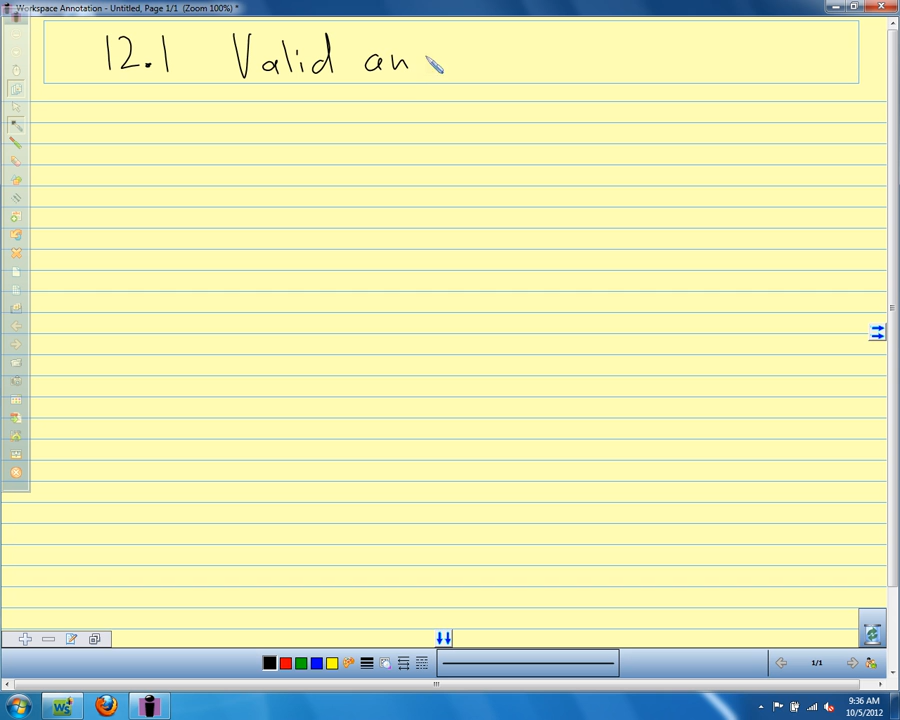 Workspace Annotation - Untitled, Page 1/1 (Zoom 100%) *
12.1 Valid an
1/1
9:36 AM
10/5/2012